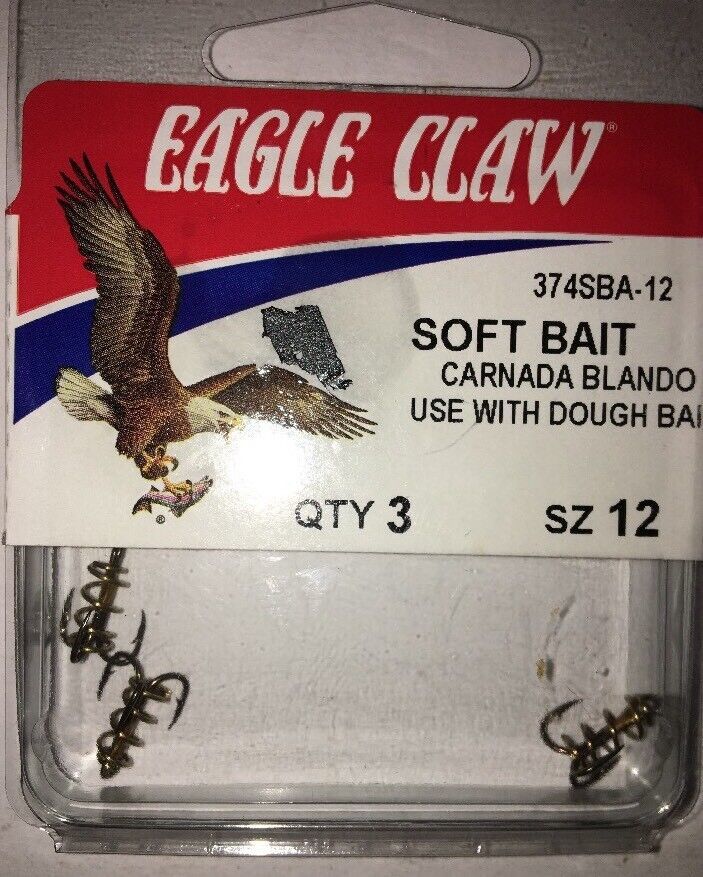 EAGLE CLAW®
374SBA-12
SOFT BAIT
CARNADA BLANDO
USE WITH DOUGH BAI
QTY 3
SZ 12
®